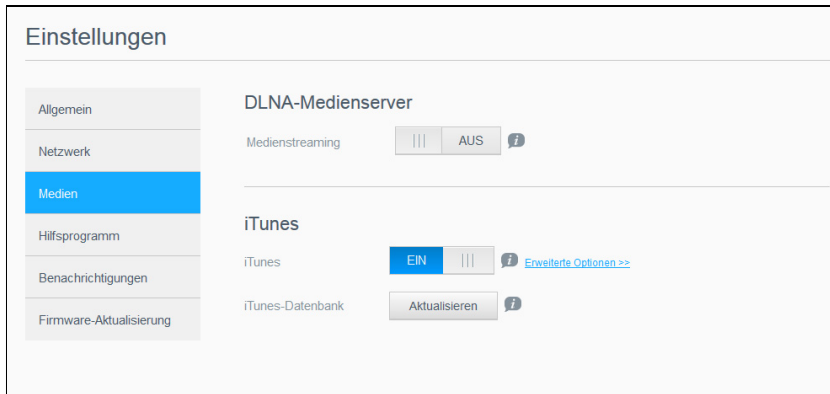 Einstellungen
Allgemein
Netzwerk
Medien
Hilfsprogramm
Benachrichtigungen
Firmware-Aktualisierung
DLNA-Medienserver
Medienstreaming AUS i
iTunes
iTunes EIN i Erweiterte Optionen >>
iTunes-Datenbank Aktualisieren i